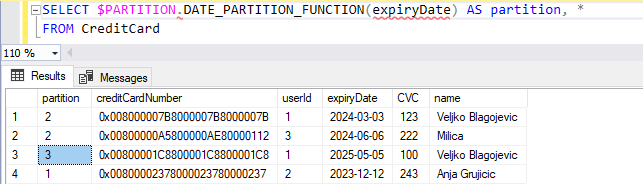 SELECT $PARTITION.DATE_PARTITION_FUNCTION(expiryDate) AS partition, *
FROM CreditCard
110 %
Results Messages
partition creditCardNumber userId expiryDate CVC name
1 2 0x008000007B8000007B8000007B 1 2024-03-03 123 Veljko Blagojevic
2 2 0x00800000A5800000AE80000112 3 2024-06-06 222 Milica
3 3 0x00800001C8800001C8800001C8 1 2025-05-05 100 Veljko Blagojevic
4 1 0x0080000237800002378000​0237 2 2023-12-12 243 Anja Grujicic